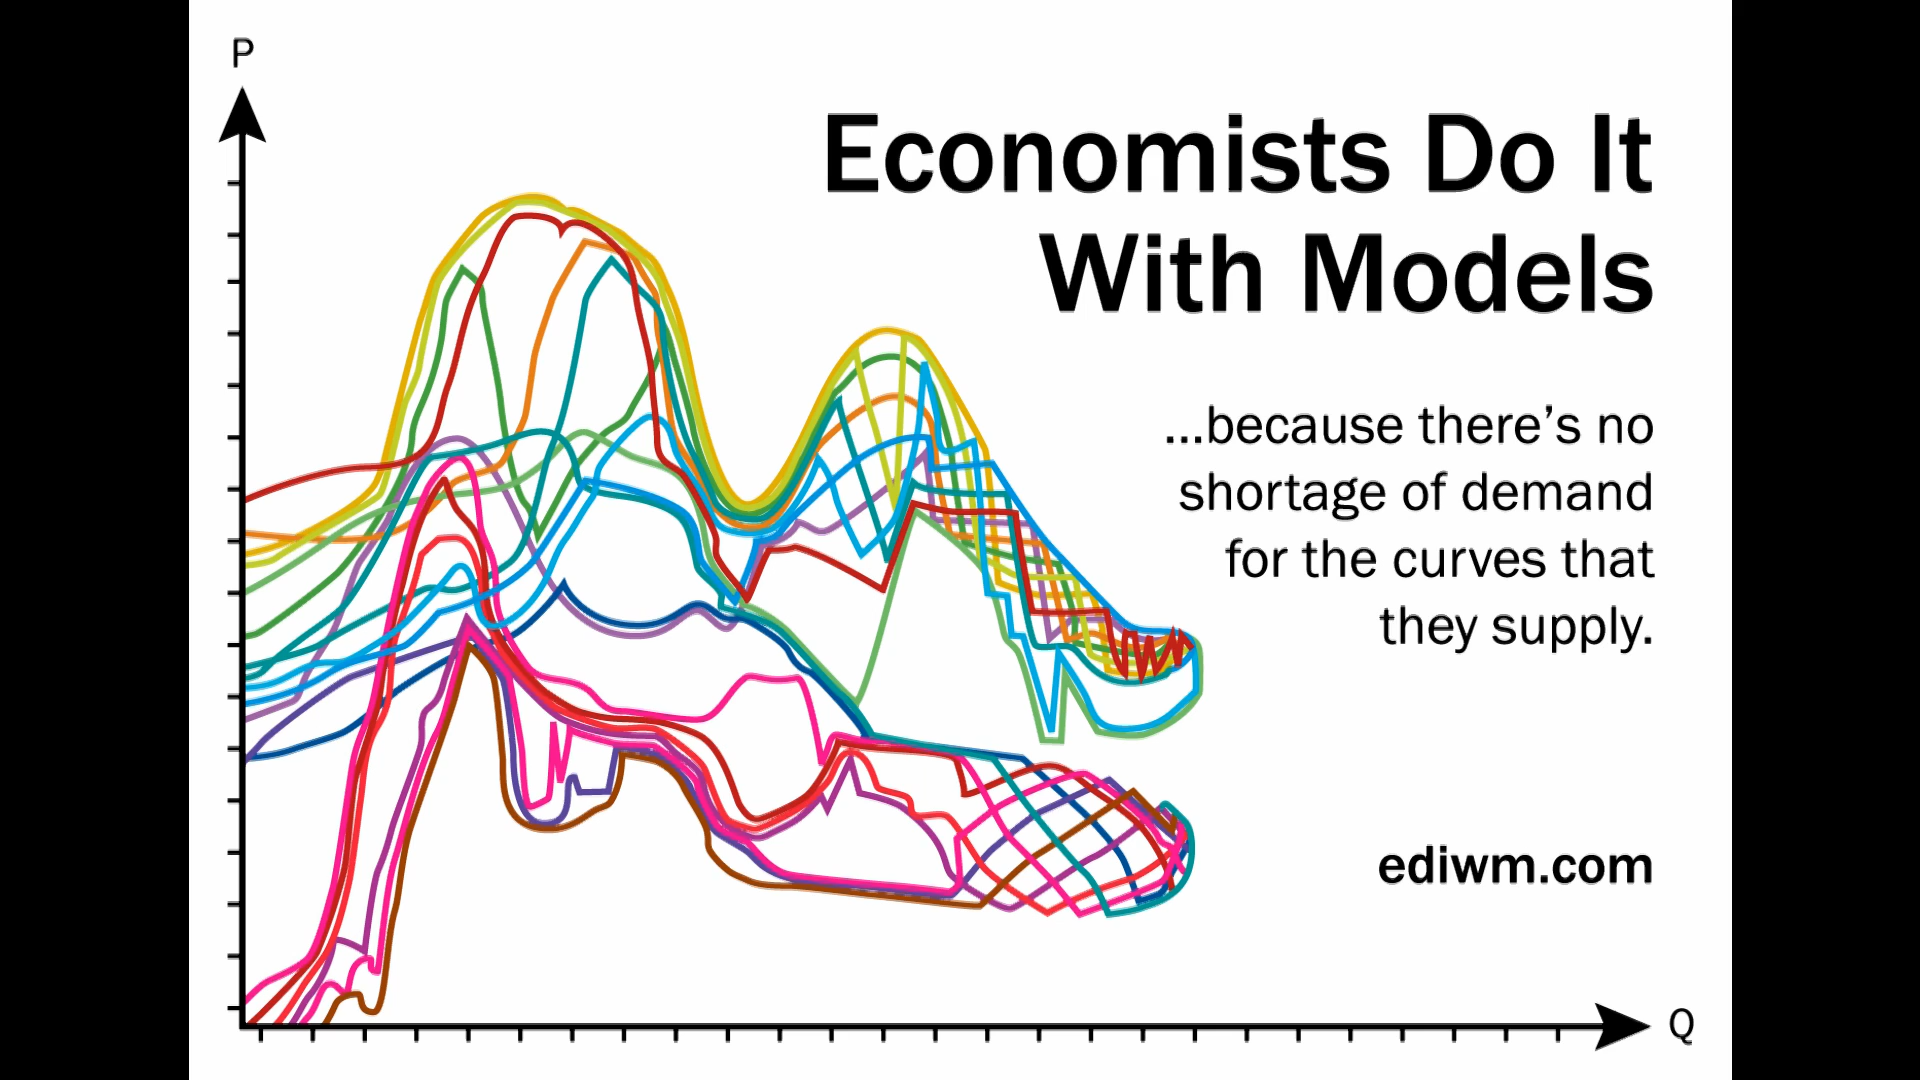 P
Economists Do It
With Models
...because there's no
shortage of demand
for the curves that
they supply.
ediwm.com
Q